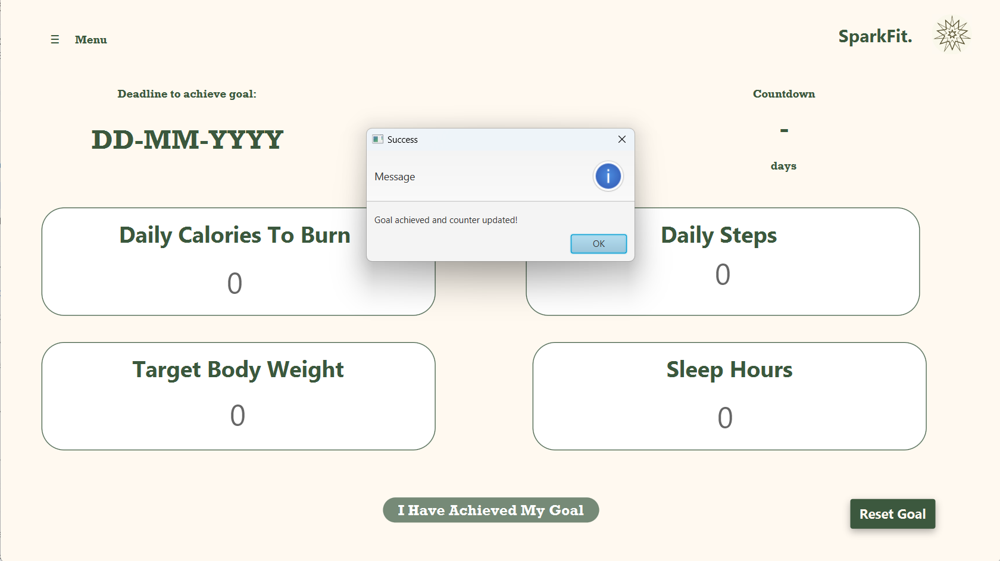 ☰ Menu
SparkFit.
Deadline to achieve goal:
DD-MM-YYYY
Countdown
-
days
Success
Message
Goal achieved and counter updated!
OK
Daily Calories To Burn
0
Daily Steps
0
Target Body Weight
0
Sleep Hours
0
I Have Achieved My Goal
Reset Goal